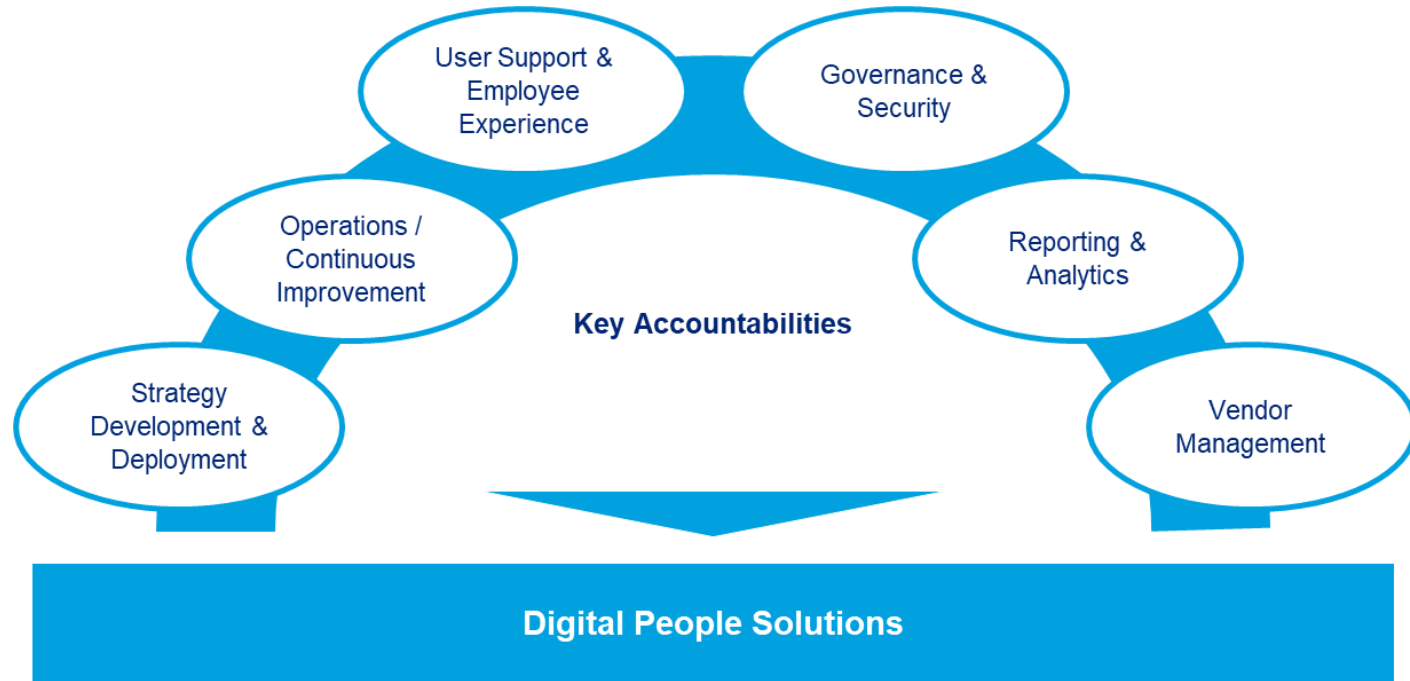 User Support &
Employee
Experience
Governance &
Security
Operations /
Continuous
Improvement
Reporting &
Analytics
Key Accountabilities
Strategy
Development &
Deployment
Vendor
Management
Digital People Solutions